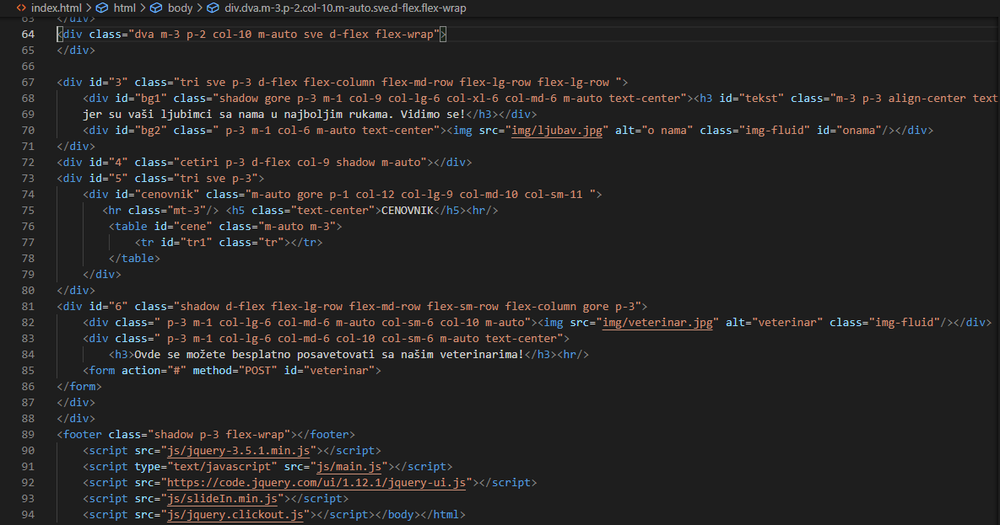 index.html > html > body > div.dva.m-3.p-2.col-10.m-auto.sve.d-flex.flex-wrap
63 </div>
64 <div class="dva m-3 p-2 col-10 m-auto sve d-flex flex-wrap">
65 </div>
66
67 <div id="3" class="tri sve p-3 d-flex flex-column flex-md-row flex-lg-row flex-lg-row ">
68 <div id="bg1" class="shadow gore p-3 m-1 col-9 col-lg-6 col-xl-6 col-md-6 m-auto text-center"><h3 id="tekst" class="m-3 p-3 align-center text
69 jer su vaši ljubimci sa nama u najboljim rukama. Vidimo se!</h3></div>
70 <div id="bg2" class=" p-3 m-1 col-6 m-auto text-center"><img src="img/ljubav.jpg" alt="o nama" class="img-fluid" id="onama"/></div>
71 </div>
72 <div id="4" class="cetiri p-3 d-flex col-9 shadow m-auto"></div>
73 <div id="5" class="tri sve p-3">
74 <div id="cenovnik" class="m-auto gore p-1 col-12 col-lg-9 col-md-10 col-sm-11 ">
75 <hr class="mt-3"/> <h5 class="text-center">CENOVNIK</h5><hr/>
76 <table id="cene" class="m-auto m-3">
77 <tr id="tr1" class="tr"></tr>
78 </table>
79 </div>
80 </div>
81 <div id="6" class="shadow d-flex flex-lg-row flex-md-row flex-sm-row flex-column gore p-3">
82 <div class=" p-3 m-1 col-lg-6 col-md-6 m-auto col-sm-6 col-10 m-auto"><img src="img/veterinar.jpg" alt="veterinar" class="img-fluid"/></div>
83 <div class=" p-3 m-1 col-lg-6 col-md-6 col-10 col-sm-6 m-auto text-center">
84 <h3>Ovde se možete besplatno posavetovati sa našim veterinarima!</h3><hr/>
85 <form action="#" method="POST" id="veterinar">
86 </form>
87 </div>
88 </div>
89 <footer class="shadow p-3 flex-wrap"></footer>
90 <script src="js/jquery-3.5.1.min.js"></script>
91 <script type="text/javascript" src="js/main.js"></script>
92 <script src="https://code.jquery.com/ui/1.12.1/jquery-ui.js"></script>
93 <script src="js/slideIn.min.js"></script>
94 <script src="js/jquery.clickout.js"></script></body></html>